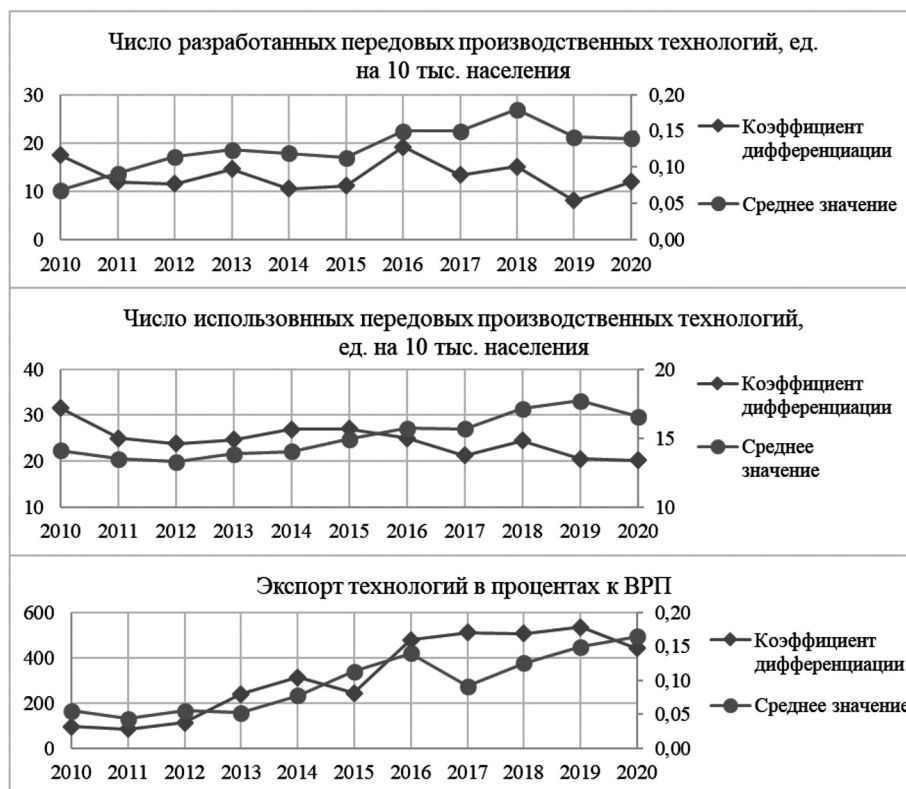 Число разработанных передовых производственных технологий, ед.
на 10 тыс. населения
30
20
10
0
0,20
0,15
0,10
0,05
0,00
2010 2011 2012 2013 2014 2015 2016 2017 2018 2019 2020
Коэффициент
дифференциации
Среднее значение
Число использовнных передовых производственных технологий,
ед. на 10 тыс. населения
40
30
20
10
20
15
10
2010 2011 2012 2013 2014 2015 2016 2017 2018 2019 2020
Коэффициент
дифференциации
Среднее
значение
Экспорт технологий в процентах к ВРП
600
400
200
0
0,20
0,15
0,10
0,05
0,00
2010 2011 2012 2013 2014 2015 2016 2017 2018 2019 2020
Коэффициент
дифференциации
Среднее значение